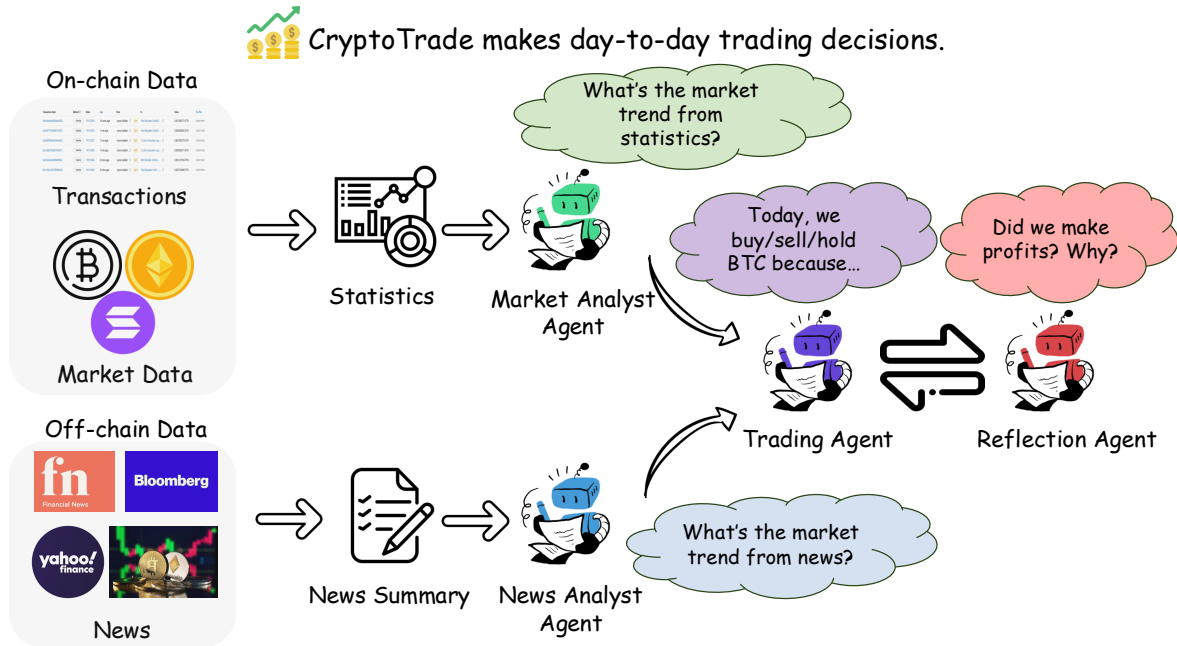 CryptoTrade makes day-to-day trading decisions.
On-chain Data
Transactions
Market Data
Statistics
What's the market
trend from
statistics?
Market Analyst
Agent
Today, we
buy/sell/hold
BTC because...
Did we make
profits? Why?
Trading Agent
Reflection Agent
Off-chain Data
fn
Financial News
Bloomberg
yahoo!
finance
News
News Summary
News Analyst
Agent
What's the market
trend from news?